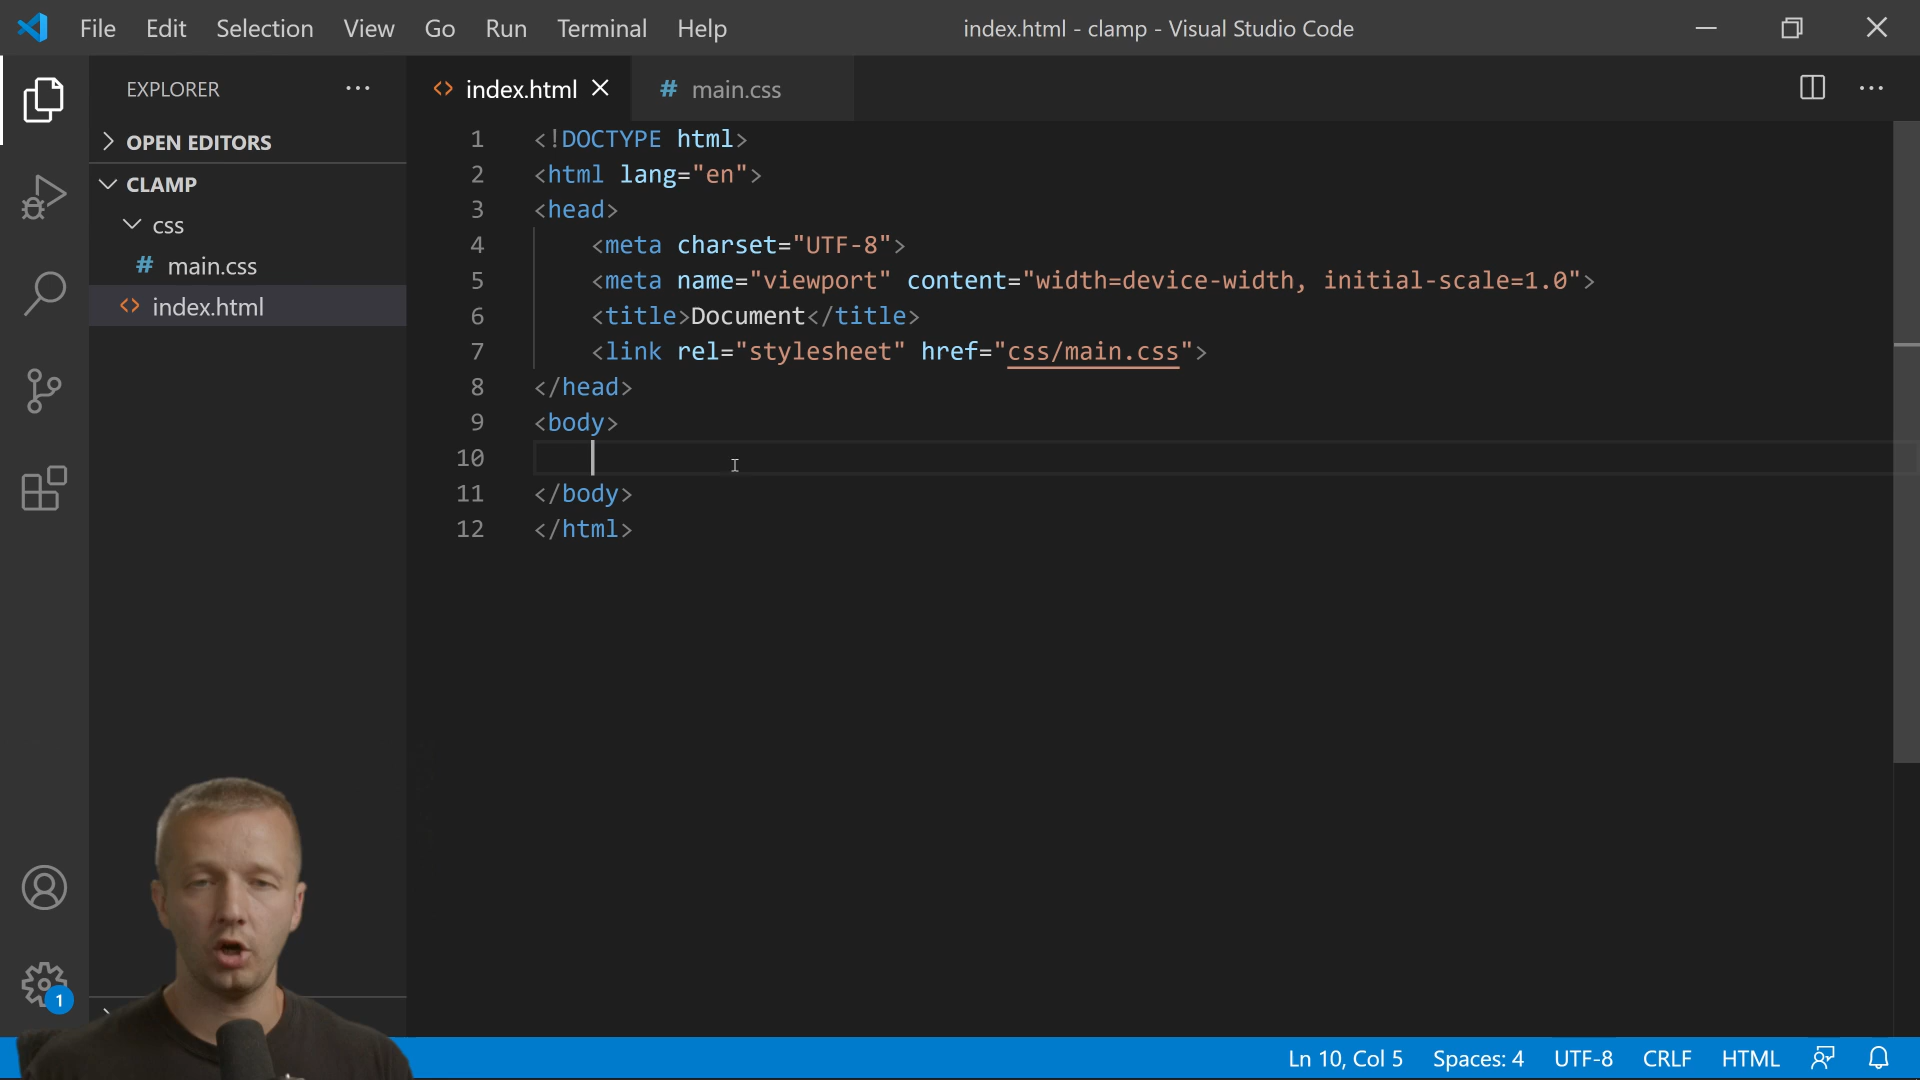 File Edit Selection View Go Run Terminal Help
index.html - clamp - Visual Studio Code
EXPLORER
OPEN EDITORS
CLAMP
css
# main.css
<> index.html
<> index.html
# main.css
1 <!DOCTYPE html>
2 <html lang="en">
3 <head>
4 <meta charset="UTF-8">
5 <meta name="viewport" content="width=device-width, initial-scale=1.0">
6 <title>Document</title>
7 <link rel="stylesheet" href="css/main.css">
8 </head>
9 <body>
10
11 </body>
12 </html>
1
Ln 10, Col 5 Spaces: 4 UTF-8 CRLF HTML